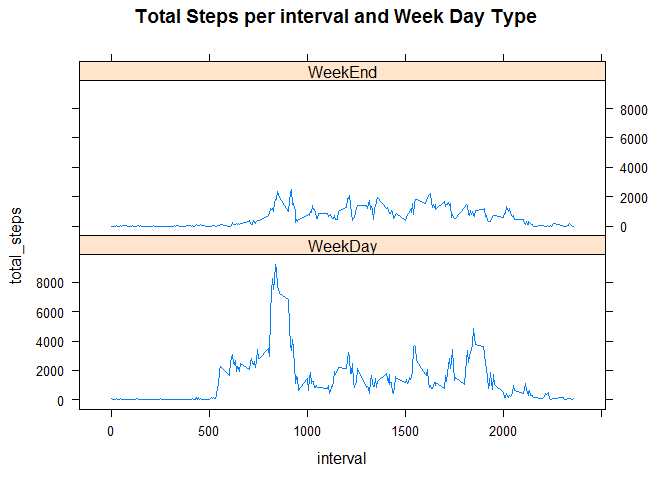 Total Steps per interval and Week Day Type
WeekEnd
8000
6000
4000
2000
0
total_steps
WeekDay
8000
6000
4000
2000
0
0 500 1000 1500 2000
interval